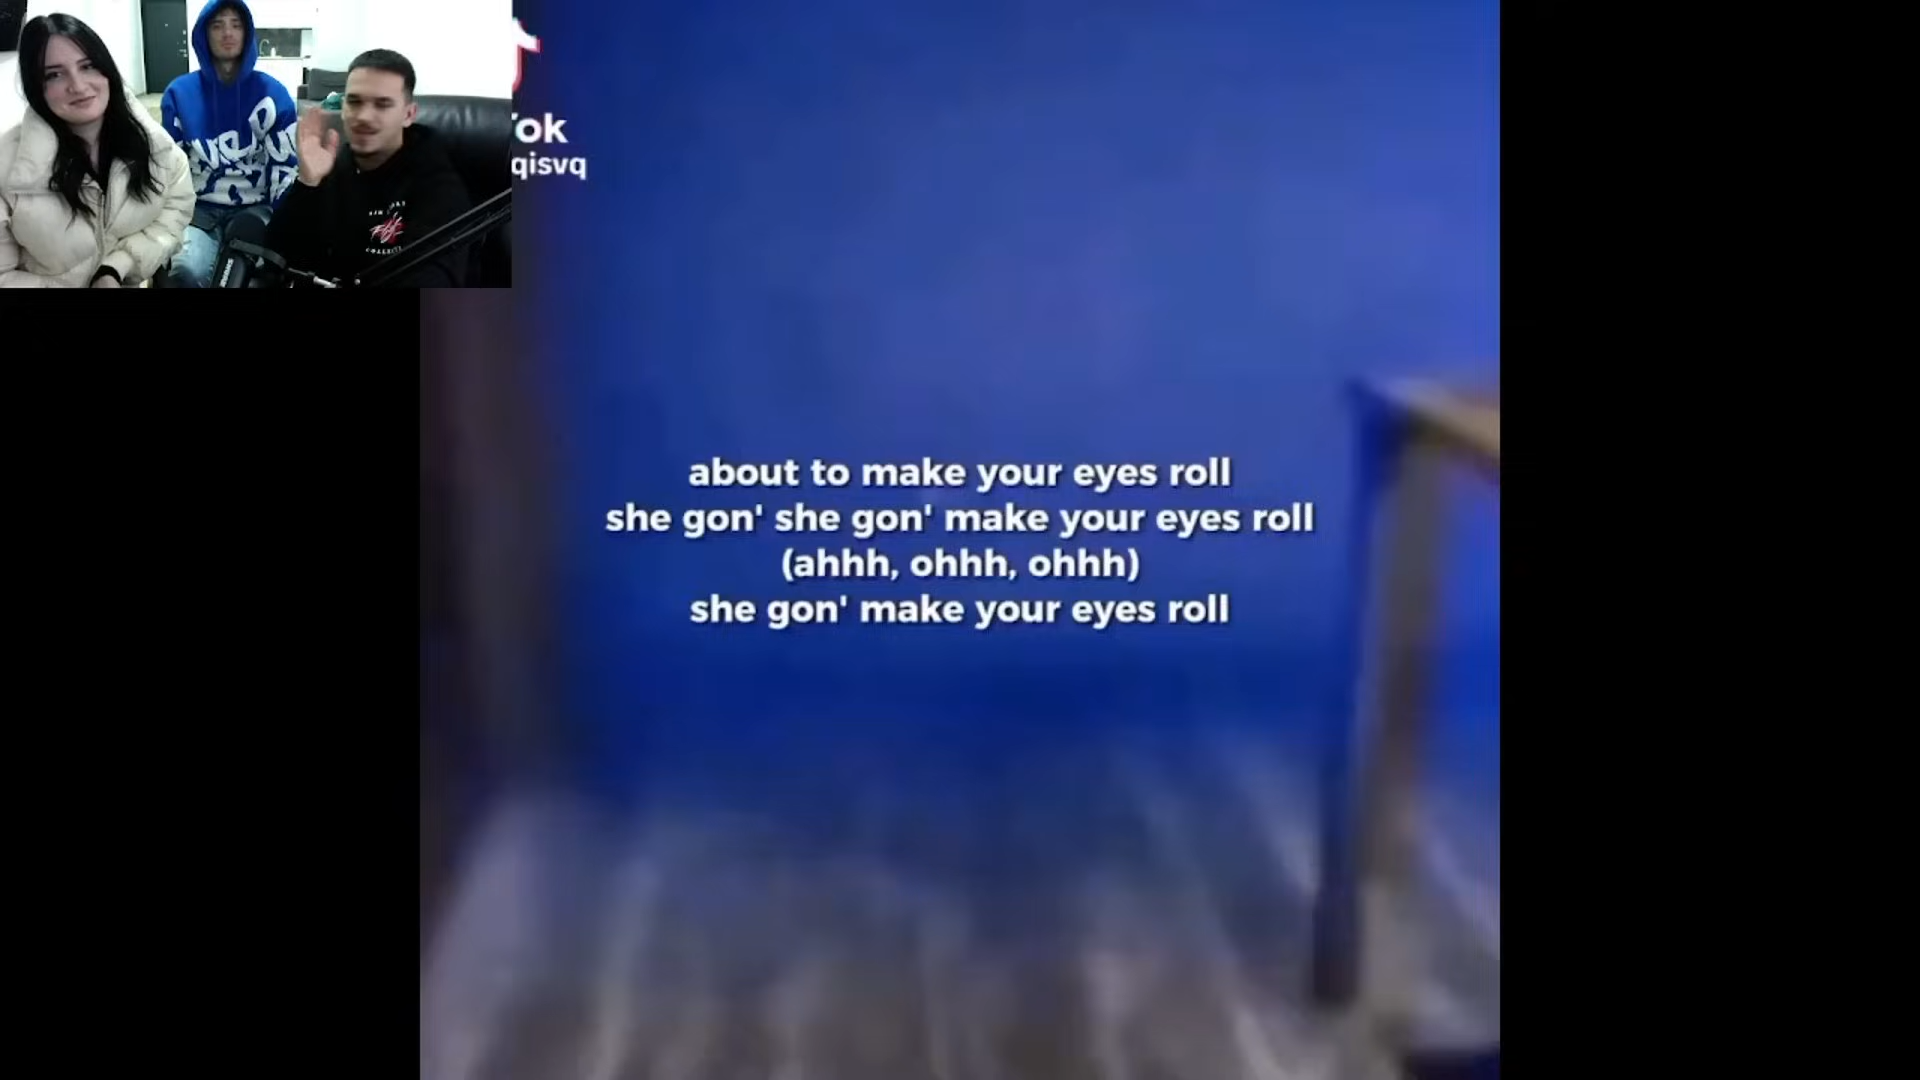 Tok
qisvq
about to make your eyes roll
she gon' she gon' make your eyes roll
(ahhh, ohhh, ohhh)
she gon' make your eyes roll